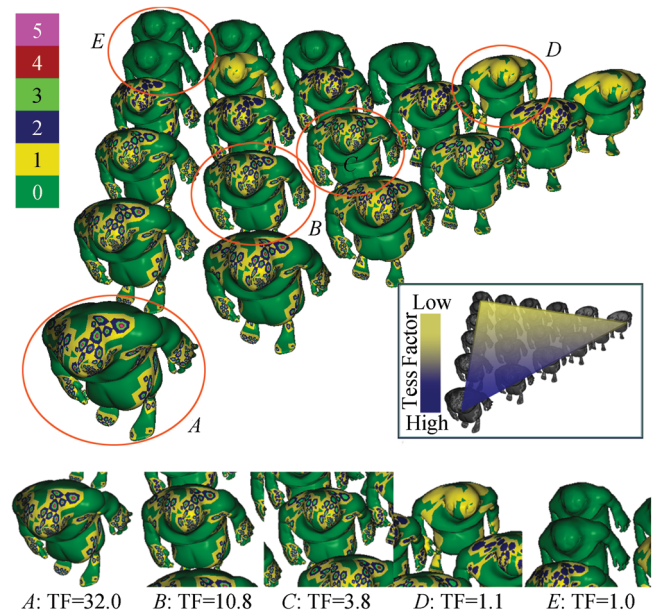 5
4
3
2
1
0
E
D
C
B
A
Low
Tess Factor
High
A: TF=32.0
B: TF=10.8
C: TF=3.8
D: TF=1.1
E: TF=1.0